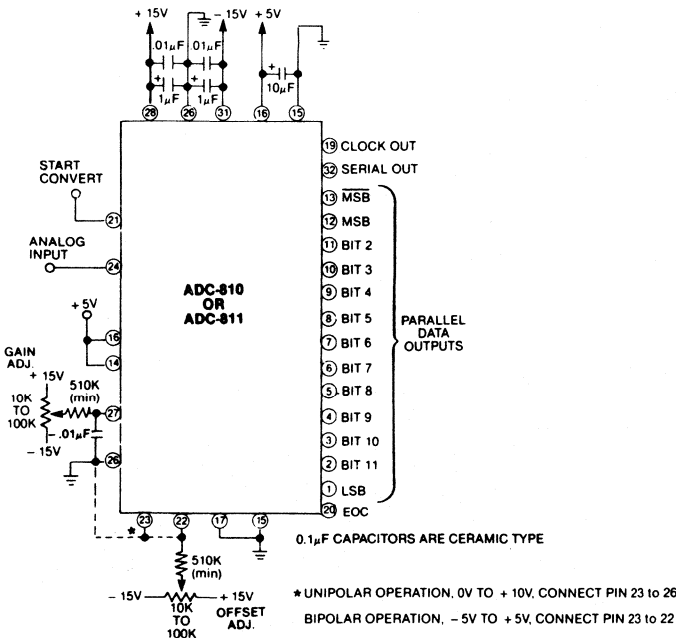 + 15V
- 15V
+ 5V
.01µF
.01µF
+
1µF
+
1µF
+
10µF
28
26
31
16
15
19 CLOCK OUT
32 SERIAL OUT
13 MSB
12 MSB
11 BIT 2
10 BIT 3
9 BIT 4
8 BIT 5
7 BIT 6
6 BIT 7
5 BIT 8
4 BIT 9
3 BIT 10
2 BIT 11
1 LSB
20 EOC
PARALLEL
DATA
OUTPUTS
START
CONVERT
21
ANALOG
INPUT
24
ADC-810
OR
ADC-811
+ 5V
16
14
GAIN
ADJ.
+ 15V
10K
TO
100K
510K
(min)
27
.01µF
- 15V
26
23
22
17
15
*
510K
(min)
- 15V
+ 15V
10K
TO
100K
OFFSET
ADJ.
0.1µF CAPACITORS ARE CERAMIC TYPE
* UNIPOLAR OPERATION, 0V TO + 10V, CONNECT PIN 23 to 26
BIPOLAR OPERATION, - 5V TO + 5V, CONNECT PIN 23 to 22